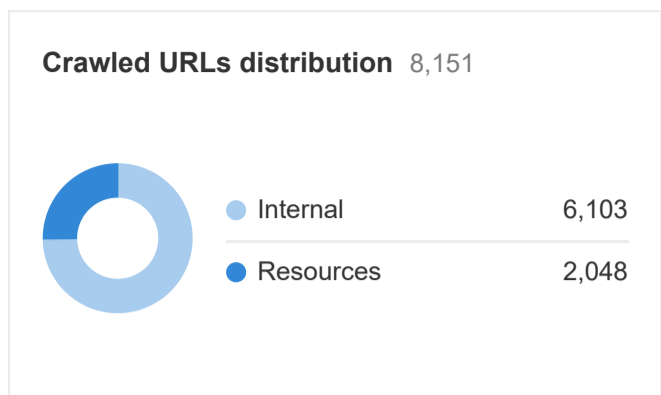 Crawled URLs distribution 8,151
Internal 6,103
Resources 2,048